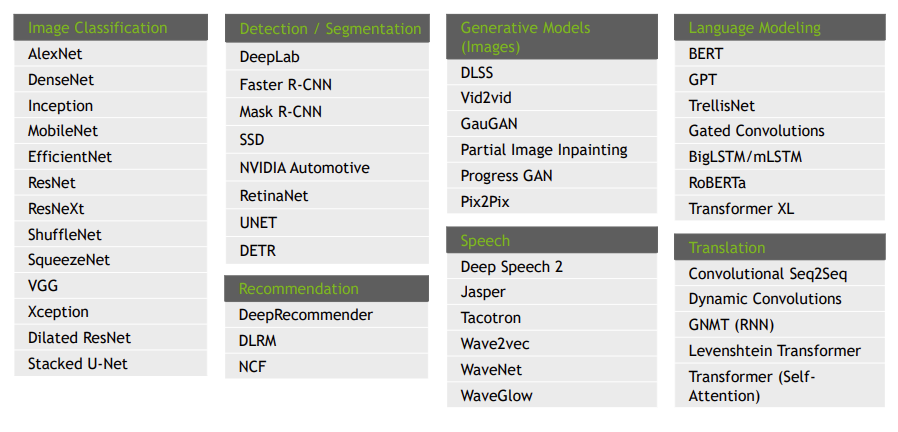 Image Classification
AlexNet
DenseNet
Inception
MobileNet
EfficientNet
ResNet
ResNeXt
ShuffleNet
SqueezeNet
VGG
Xception
Dilated ResNet
Stacked U-Net
Detection / Segmentation
DeepLab
Faster R-CNN
Mask R-CNN
SSD
NVIDIA Automotive
RetinaNet
UNET
DETR
Recommendation
DeepRecommender
DLRM
NCF
Generative Models
(Images)
DLSS
Vid2vid
GauGAN
Partial Image Inpainting
Progress GAN
Pix2Pix
Speech
Deep Speech 2
Jasper
Tacotron
Wave2vec
WaveNet
WaveGlow
Language Modeling
BERT
GPT
TrellisNet
Gated Convolutions
BigLSTM/mLSTM
RoBERTa
Transformer XL
Translation
Convolutional Seq2Seq
Dynamic Convolutions
GNMT (RNN)
Levenshtein Transformer
Transformer (Self-
Attention)